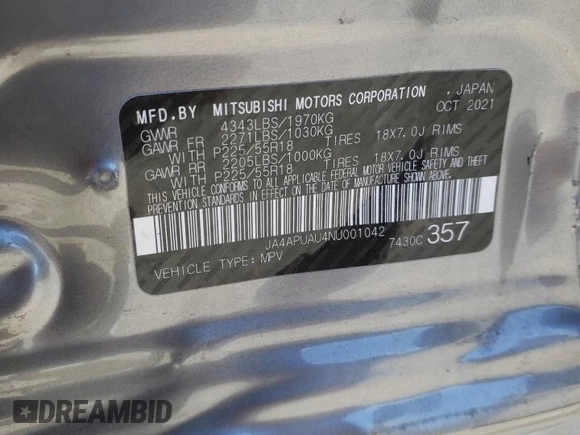 MFD.BY MITSUBISHI MOTORS CORPORATION . JAPAN
GWWR 4343LBS/1970KG OCT 2021
GAWR FR 2271LBS/1030KG
WITH P225/55R18 TIRES 18X7.0J RIMS
GAWR RR 2205LBS/1000KG
WITH P225/55R18 TIRES 18X7.0J RIMS
THIS VEHICLE CONFORMS TO ALL APPLICABLE FEDERAL MOTOR VEHICLE SAFETY AND THEFT
PREVENTION STANDARDS IN EFFECT ON THE DATE OF MANUFACTURE SHOWN ABOVE.
JA4APUAU4NU001042 7430C 357
VEHICLE TYPE: MPV
DREAMBID